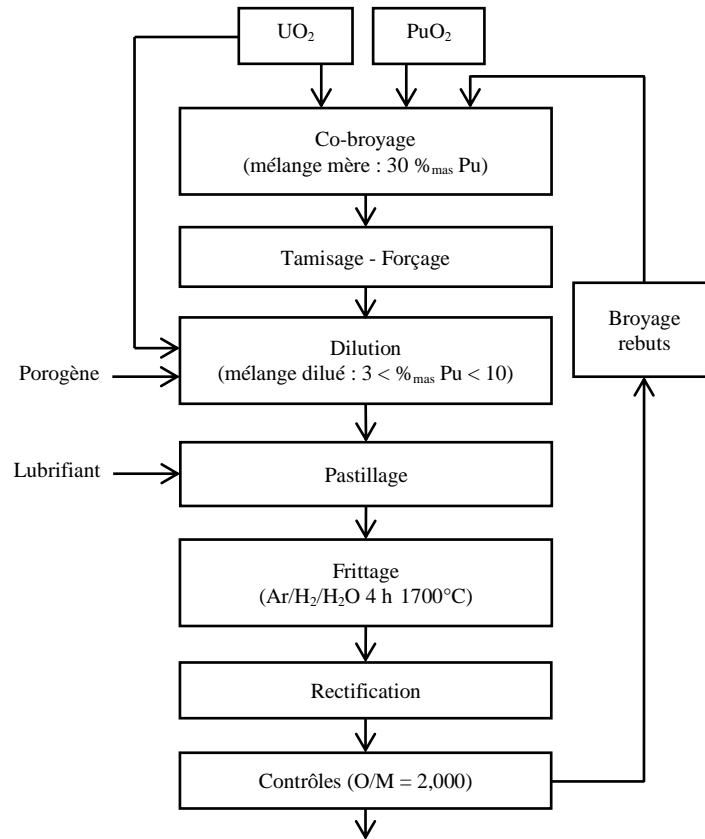 UO₂
PuO₂
Co-broyage
(mélange mère : 30 %mas Pu)
Tamisage - Forçage
Broyage
rebuts
Dilution
(mélange dilué : 3 < %mas Pu < 10)
Porogène
Lubrifiant
Pastillage
Frittage
(Ar/H₂/H₂O 4 h 1700°C)
Rectification
Contrôles (O/M = 2,000)